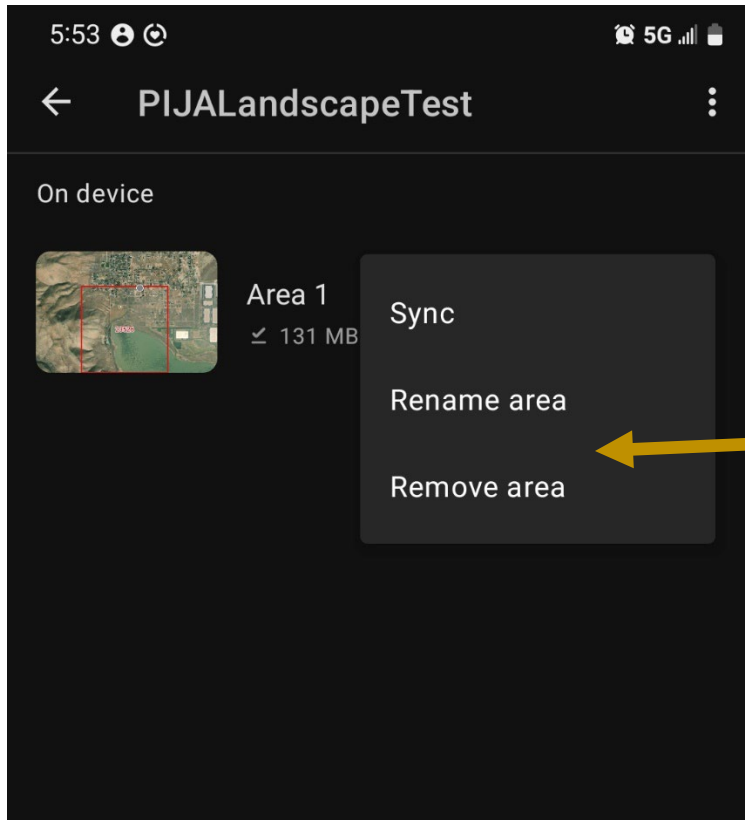 5:53 5G
PIJALandscapeTest
On device
Area 1
131 MB
Sync
Rename area
Remove area